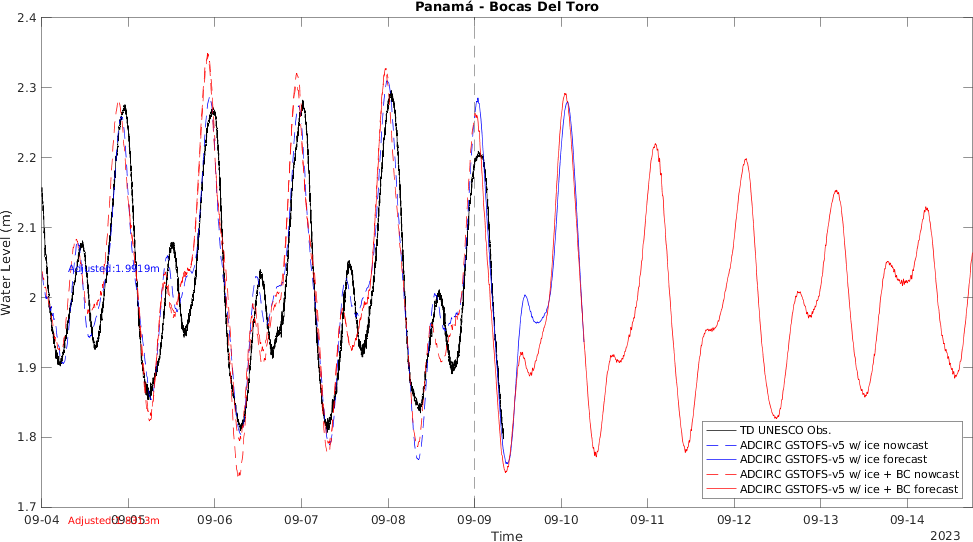 Panamá - Bocas Del Toro
2.4
2.3
2.2
2.1
2
1.9
1.8
1.7
Water Level (m)
Adjusted:1.9919m
TD UNESCO Obs.
ADCIRC GSTOFS-v5 w/ ice nowcast
ADCIRC GSTOFS-v5 w/ ice forecast
ADCIRC GSTOFS-v5 w/ ice + BC nowcast
ADCIRC GSTOFS-v5 w/ ice + BC forecast
09-04 09-05 09-06 09-07 09-08 09-09 09-10 09-11 09-12 09-13 09-14
Time
2023